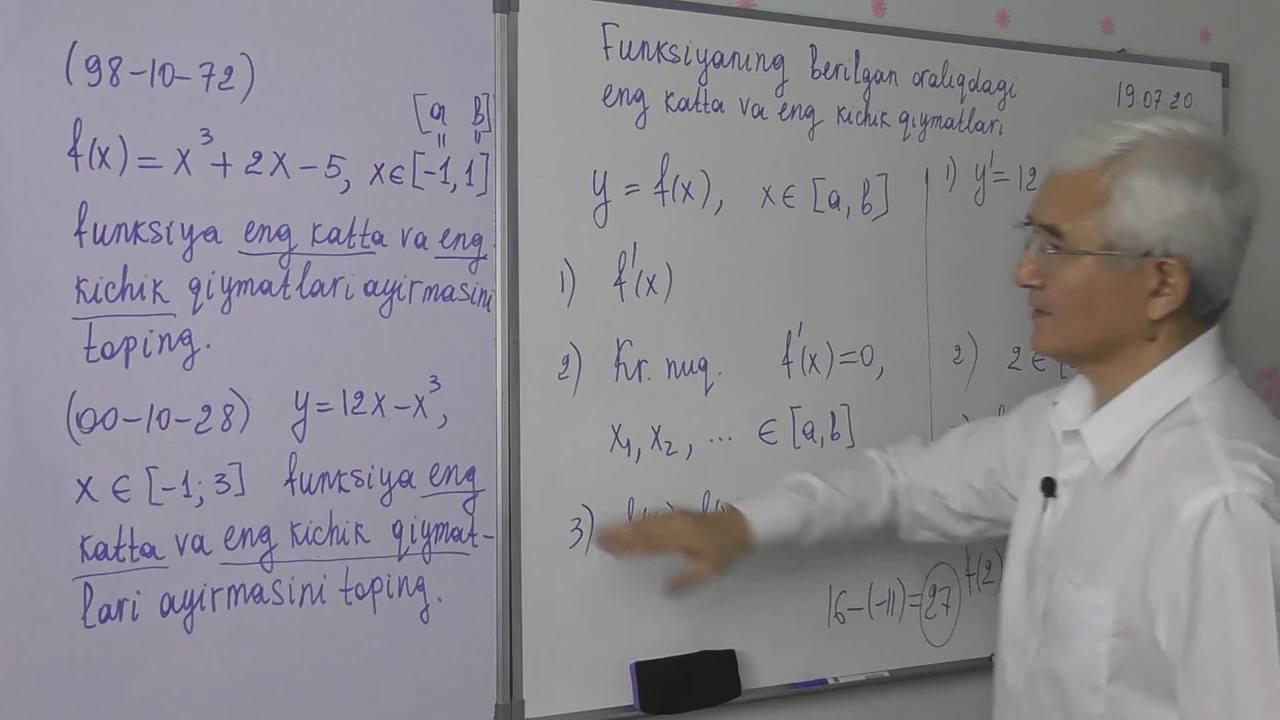 (98-10-72)
[a b]
" "
f(x) = x³ + 2x - 5, x∈[-1,1]
funksiya eng katta va eng
kichik qiymatlari ayirmasini
toping.
(00-10-28) y=12x-x³,
x ∈ [-1; 3] funksiya eng
katta va eng kichik qiymat-
lari ayirmasini toping.
Funksiyaning berilgan oraliqdagi
eng katta va eng kichik qiymatlari.
19.07.20
y = f(x), x∈ [a, b]
1) f'(x)
2) Kr. nuq. f'(x)=0,
x₁, x₂, ... ∈ [a, b]
3)
1) y'=12
2) 2 ∈ [
f(2)
16-(-11)=27